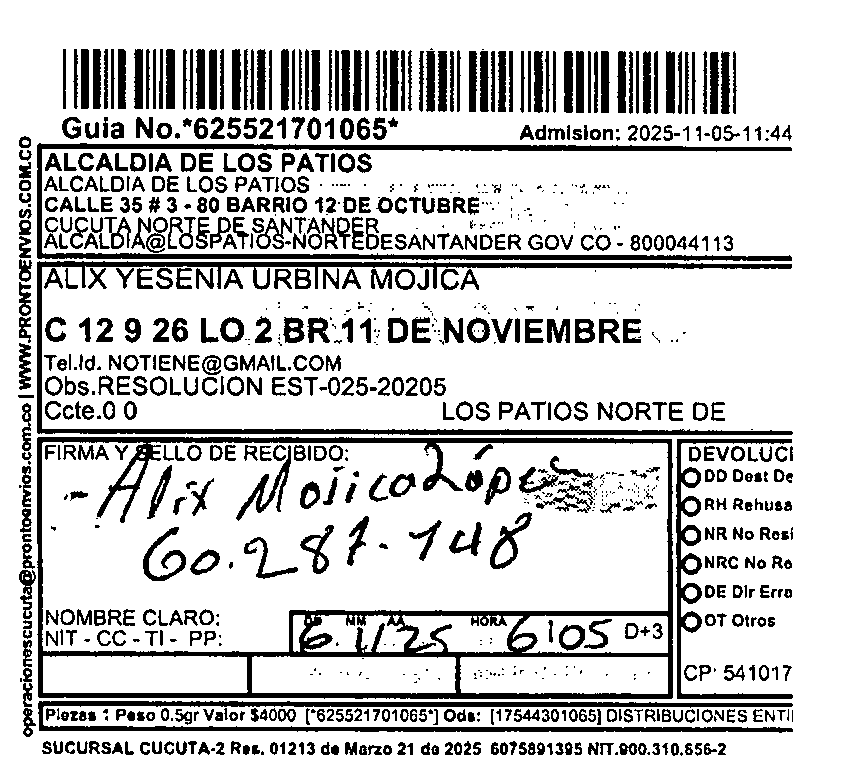 Guia No.*625521701065*
Admision: 2025-11-05-11:44
ALCALDIA DE LOS PATIOS
ALCALDIA DE LOS PATIOS
CALLE 35 # 3 - 80 BARRIO 12 DE OCTUBRE
CUCUTA NORTE DE SANTANDER
ALCALDIA@LOSPATIOS-NORTEDESANTANDER GOV CO - 800044113
ALIX YESENIA URBINA MOJICA
C 12 9 26 LO 2 BR 11 DE NOVIEMBRE
Tel.Id. NOTIENE@GMAIL.COM
Obs.RESOLUCION EST-025-20205
Ccte.0 0
LOS PATIOS NORTE DE
FIRMA Y SELLO DE RECIBIDO:
Alix Mojica López
60.287.148
NOMBRE CLARO:
NIT - CC - TI - PP:
DD MM AA HORA
6 11/25 6:05 D+3
DEVOLUCI
DD Dest De
RH Rehusa
NR No Resi
NRC No Re
DE Dir Erra
OT Otros
CP: 541017
Piezas 1 Peso 0.5gr Valor $4000 [*625521701065*] Ods: [17544301065] DISTRIBUCIONES ENTI
SUCURSAL CUCUTA-2 Res. 01213 de Marzo 21 de 2025 6075891395 NIT.900.310.856-2
operacionescucuta@prontoenvios.com.co | WWW.PRONTOENVIOS.COM.CO